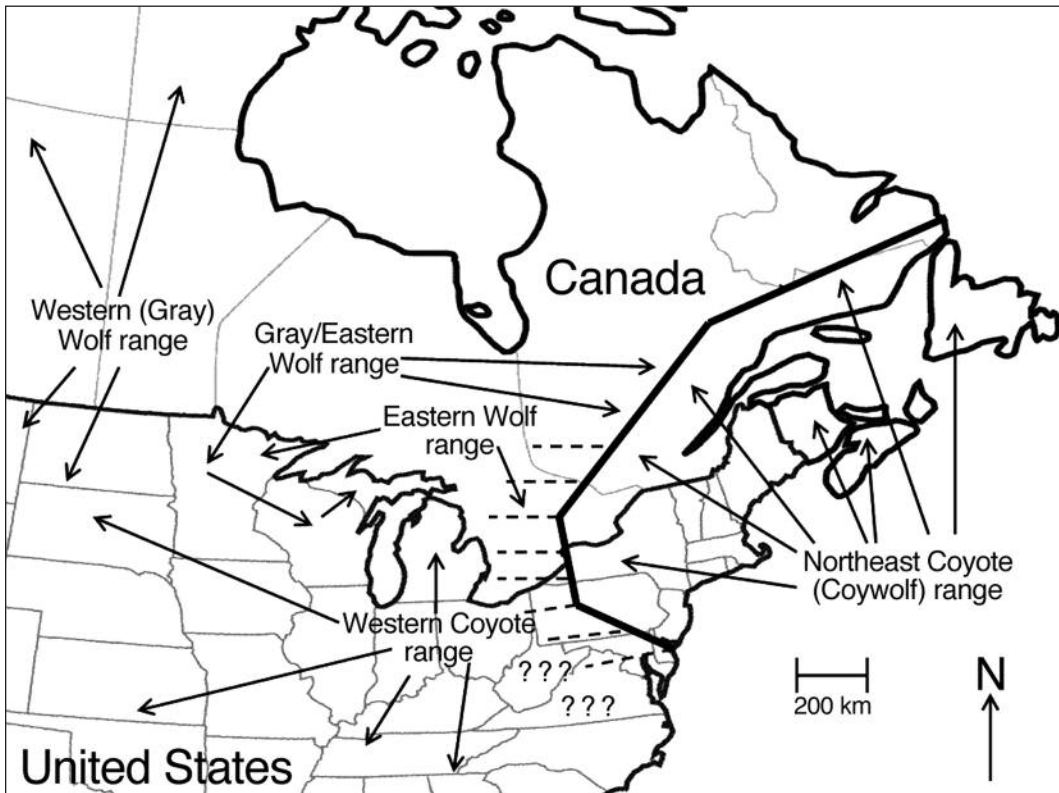 Canada
Western (Gray)
Wolf range
Gray/Eastern
Wolf range
Eastern Wolf
range
Northeast Coyote
(Coywolf) range
Western Coyote
range
???
???
200 km
N
United States